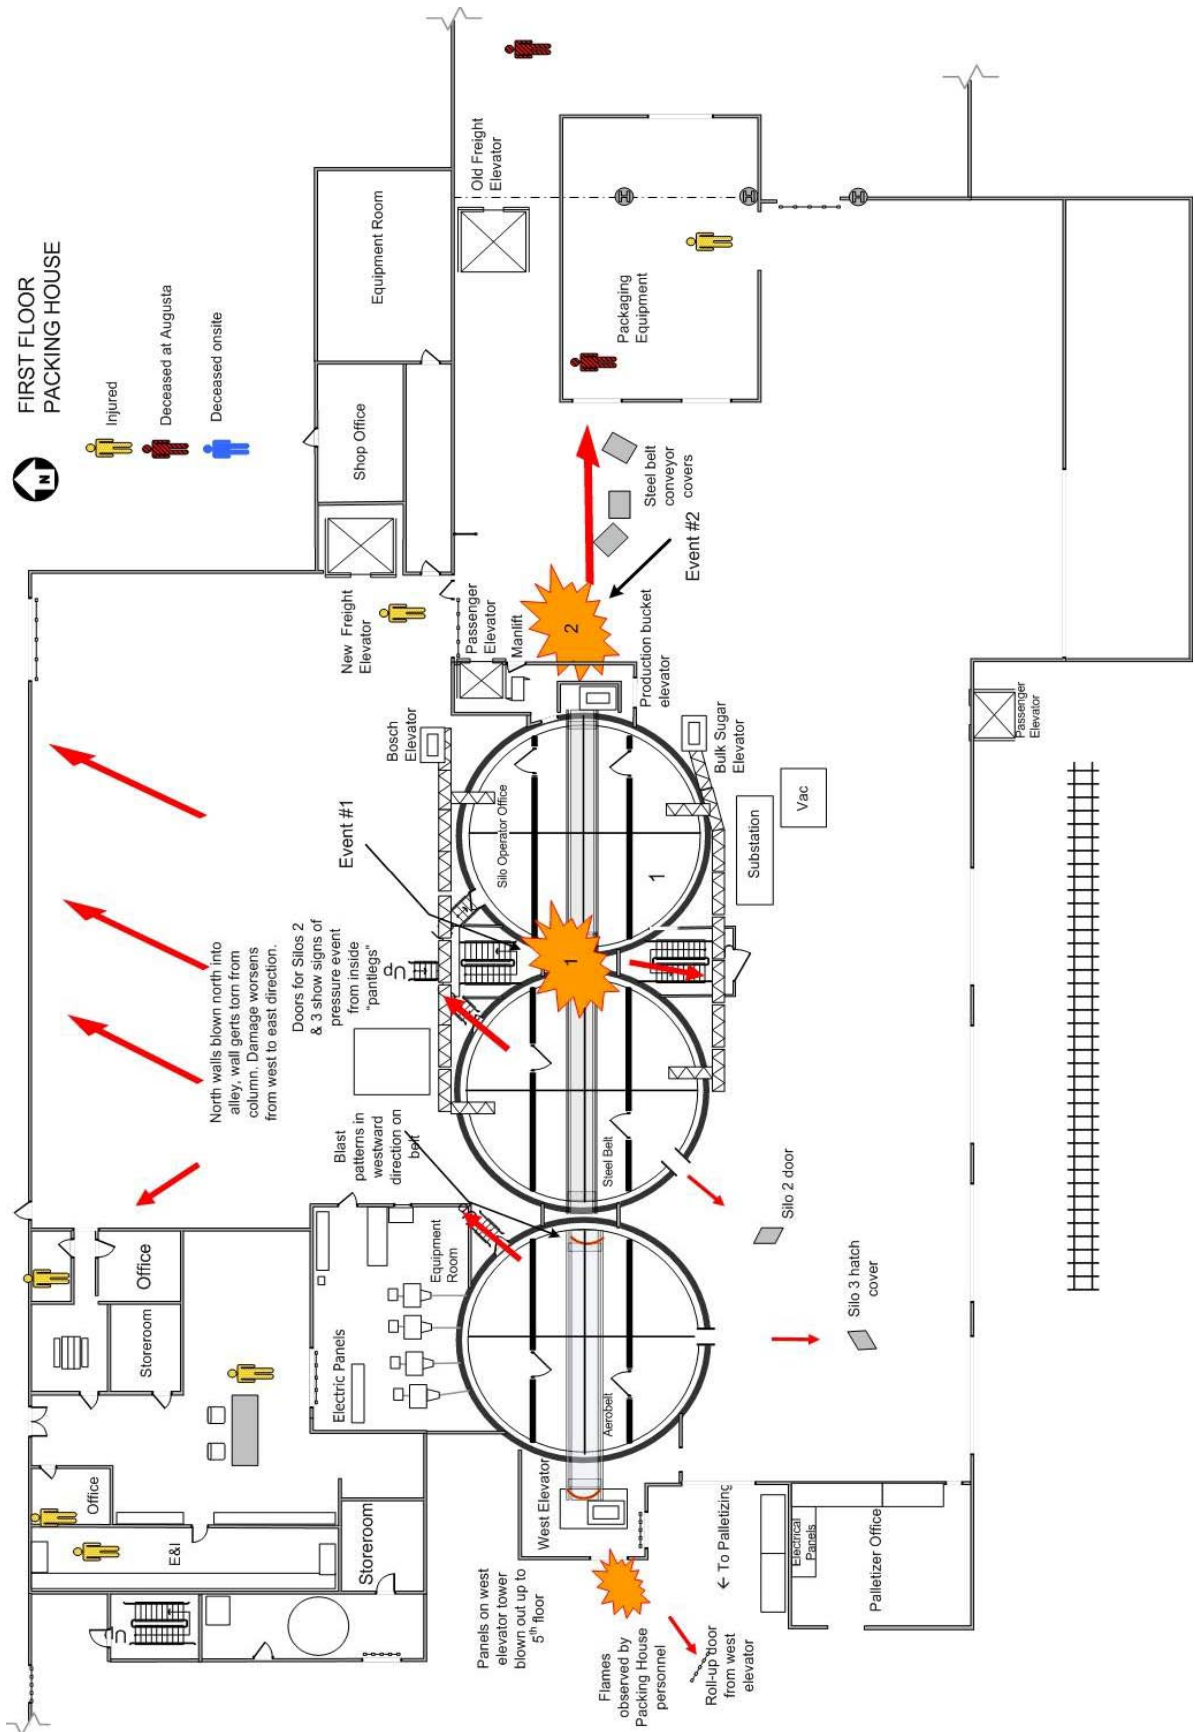 FIRST FLOOR
PACKING HOUSE
N
Injured
Deceased at Augusta
Deceased onsite
Equipment Room
Old Freight
Elevator
Shop Office
Packaging
Equipment
New Freight
Elevator
Passenger
Elevator
Manlift
Steel belt
conveyor
covers
Event #2
2
Production bucket
elevator
Bosch
Elevator
Bulk Sugar
Elevator
Passenger
Elevator
Silo Operator Office
1
Substation
Vac
Event #1
1
Up
Doors for Silos 2
& 3 show signs of
pressure event
from inside
"pantlegs"
North walls blown north into
alley, wall gerts torn from
column. Damage worsens
from west to east direction.
Blast
patterns in
westward
direction on
belt
Steel Belt
Silo 2 door
Silo 3 hatch
cover
Office
Storeroom
Equipment
Room
Electric Panels
Aerobelt
Office
E&I
Storeroom
Up
West Elevator
Panels on west
elevator tower
blown out up to
5th floor
Flames
observed by
Packing House
personnel
Roll-up door
from west
elevator
← To Palletizing
Electrical
Panels
Palletizer Office